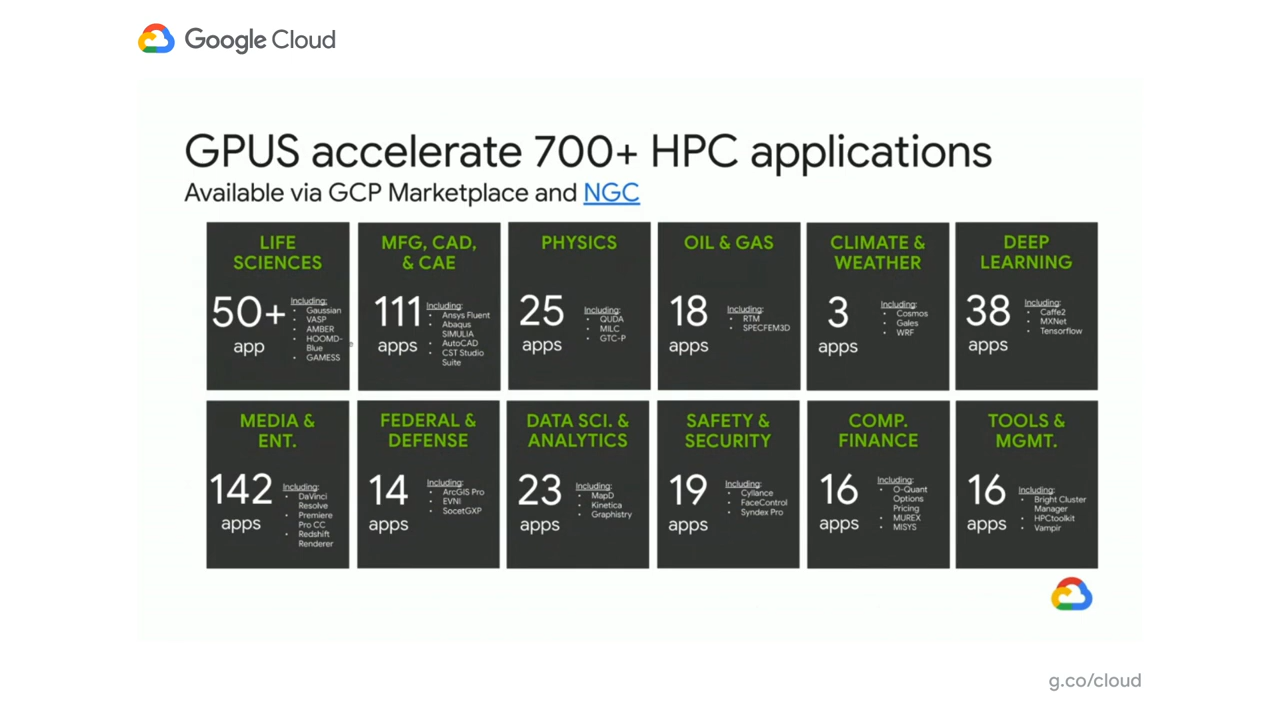 Google Cloud
GPUS accelerate 700+ HPC applications
Available via GCP Marketplace and NGC
LIFE
SCIENCES
50+
app
Including:
• Gaussian
• VASP
• AMBER
• HOOMD-
Blue
• GAMESS
MFG, CAD,
& CAE
111
apps
Including:
• Ansys Fluent
• Abaqus
SIMULIA
• AutoCAD
• CST Studio
Suite
PHYSICS
25
apps
Including:
• QUDA
• MILC
• GTC-P
OIL & GAS
18
apps
Including:
• RTM
• SPECFEM3D
CLIMATE &
WEATHER
3
apps
Including:
• Cosmos
• Gales
• WRF
DEEP
LEARNING
38
apps
Including:
• Caffe2
• MXNet
• Tensorflow
MEDIA &
ENT.
142
apps
Including:
• DaVinci
Resolve
• Premiere
Pro CC
• Redshift
Renderer
FEDERAL &
DEFENSE
14
apps
Including:
• ArcGIS Pro
• EVNI
• SocetGXP
DATA SCI. &
ANALYTICS
23
apps
Including:
• MapD
• Kinetica
• Graphistry
SAFETY &
SECURITY
19
apps
Including:
• Cyllance
• FaceControl
• Syndex Pro
COMP.
FINANCE
16
apps
Including:
• O-Quant
Options
Pricing
• MUREX
• MISYS
TOOLS &
MGMT.
16
apps
Including:
• Bright Cluster
Manager
• HPCtoolkit
• Vampir
g.co/cloud